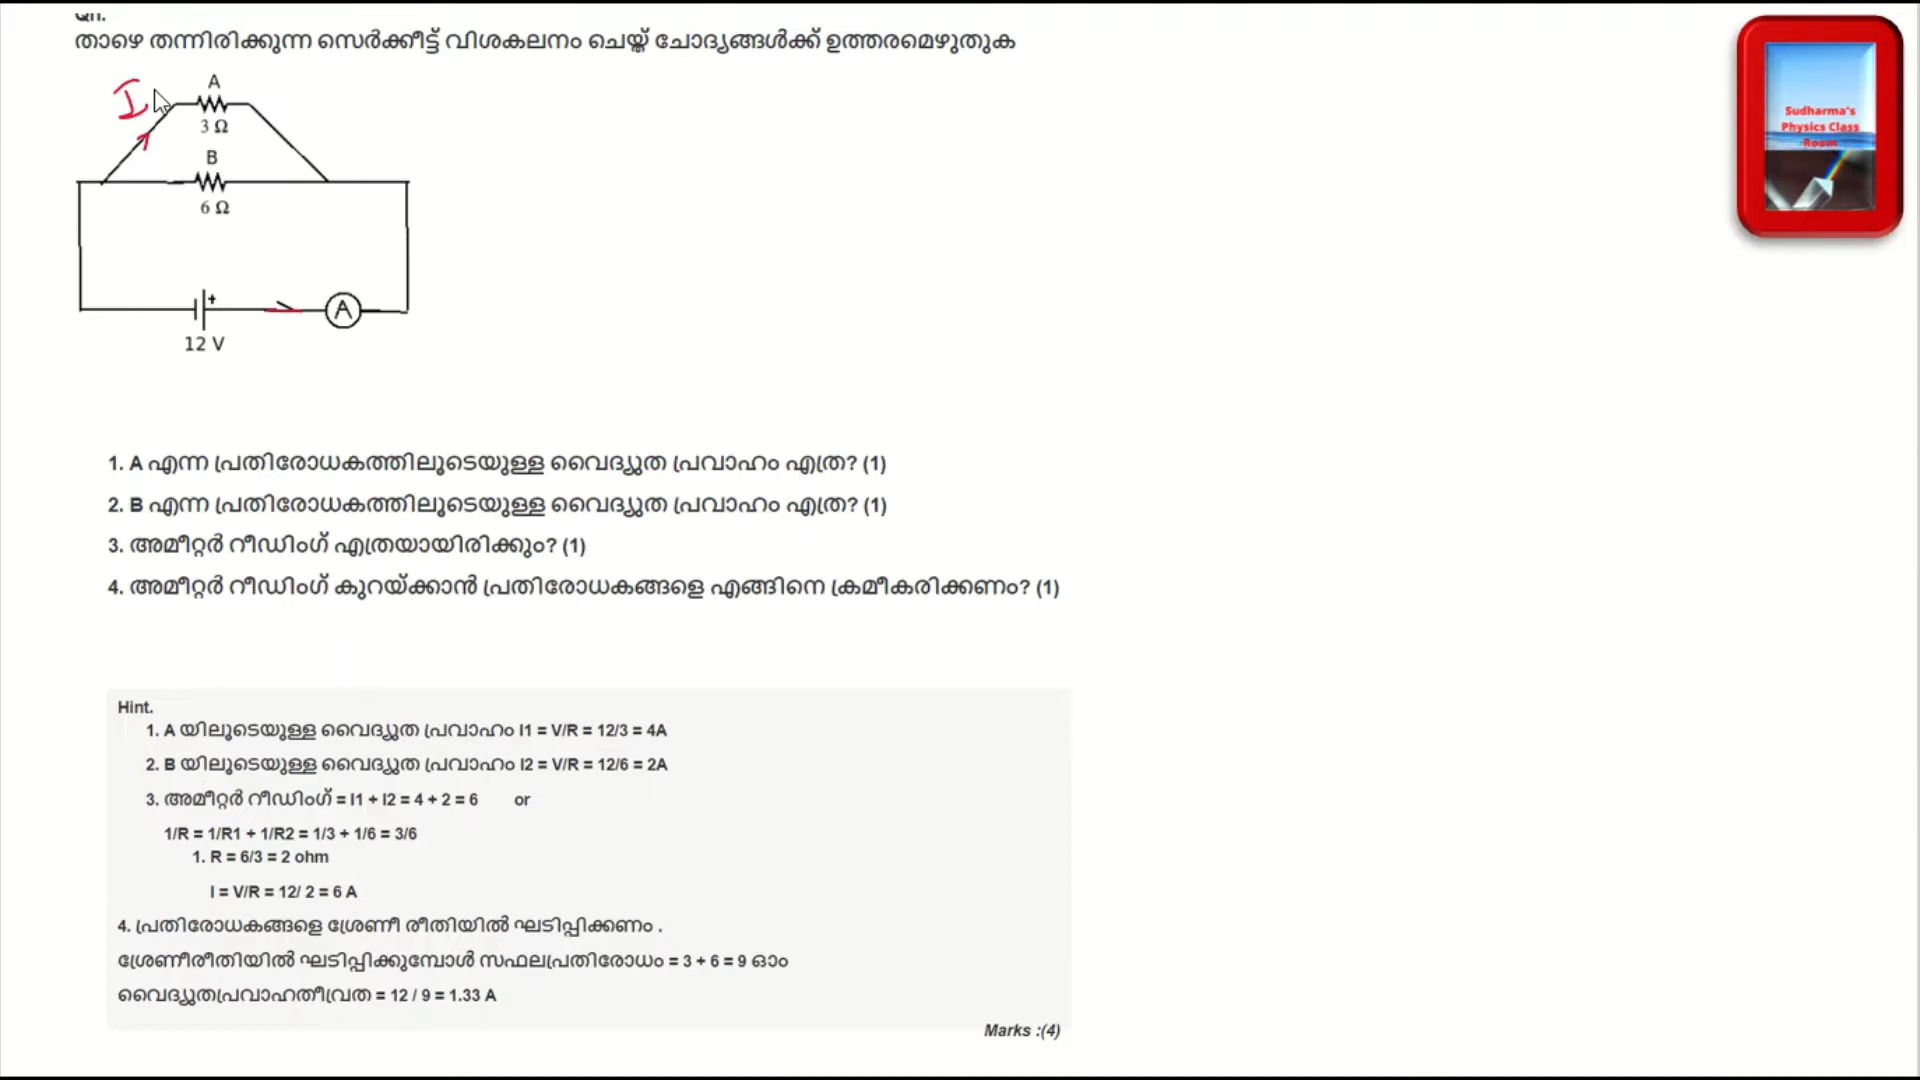 Qn.
താഴെ തന്നിരിക്കുന്ന സെർക്കീട്ട് വിശകലനം ചെയ്ത് ചോദ്യങ്ങൾക്ക് ഉത്തരമെഴുതുക
I
A
3 Ω
B
6 Ω
+
A
12 V
Sudharma's
Physics Class
Room
1. A എന്ന പ്രതിരോധകത്തിലൂടെയുള്ള വൈദ്യുത പ്രവാഹം എത്ര? (1)
2. B എന്ന പ്രതിരോധകത്തിലൂടെയുള്ള വൈദ്യുത പ്രവാഹം എത്ര? (1)
3. അമീറ്റർ റീഡിംഗ് എത്രയായിരിക്കും? (1)
4. അമീറ്റർ റീഡിംഗ് കുറയ്ക്കാൻ പ്രതിരോധകങ്ങളെ എങ്ങിനെ ക്രമീകരിക്കണം? (1)
Hint.
1. A യിലൂടെയുള്ള വൈദ്യുത പ്രവാഹം I1 = V/R = 12/3 = 4A
2. B യിലൂടെയുള്ള വൈദ്യുത പ്രവാഹം I2 = V/R = 12/6 = 2A
3. അമീറ്റർ റീഡിംഗ് = I1 + I2 = 4 + 2 = 6 or
1/R = 1/R1 + 1/R2 = 1/3 + 1/6 = 3/6
1. R = 6/3 = 2 ohm
I = V/R = 12/ 2 = 6 A
4. പ്രതിരോധകങ്ങളെ ശ്രേണീ രീതിയിൽ ഘടിപ്പിക്കണം .
ശ്രേണീരീതിയിൽ ഘടിപ്പിക്കുമ്പോൾ സഫലപ്രതിരോധം = 3 + 6 = 9 ഓം
വൈദ്യുതപ്രവാഹതീവ്രത = 12 / 9 = 1.33 A
Marks :(4)